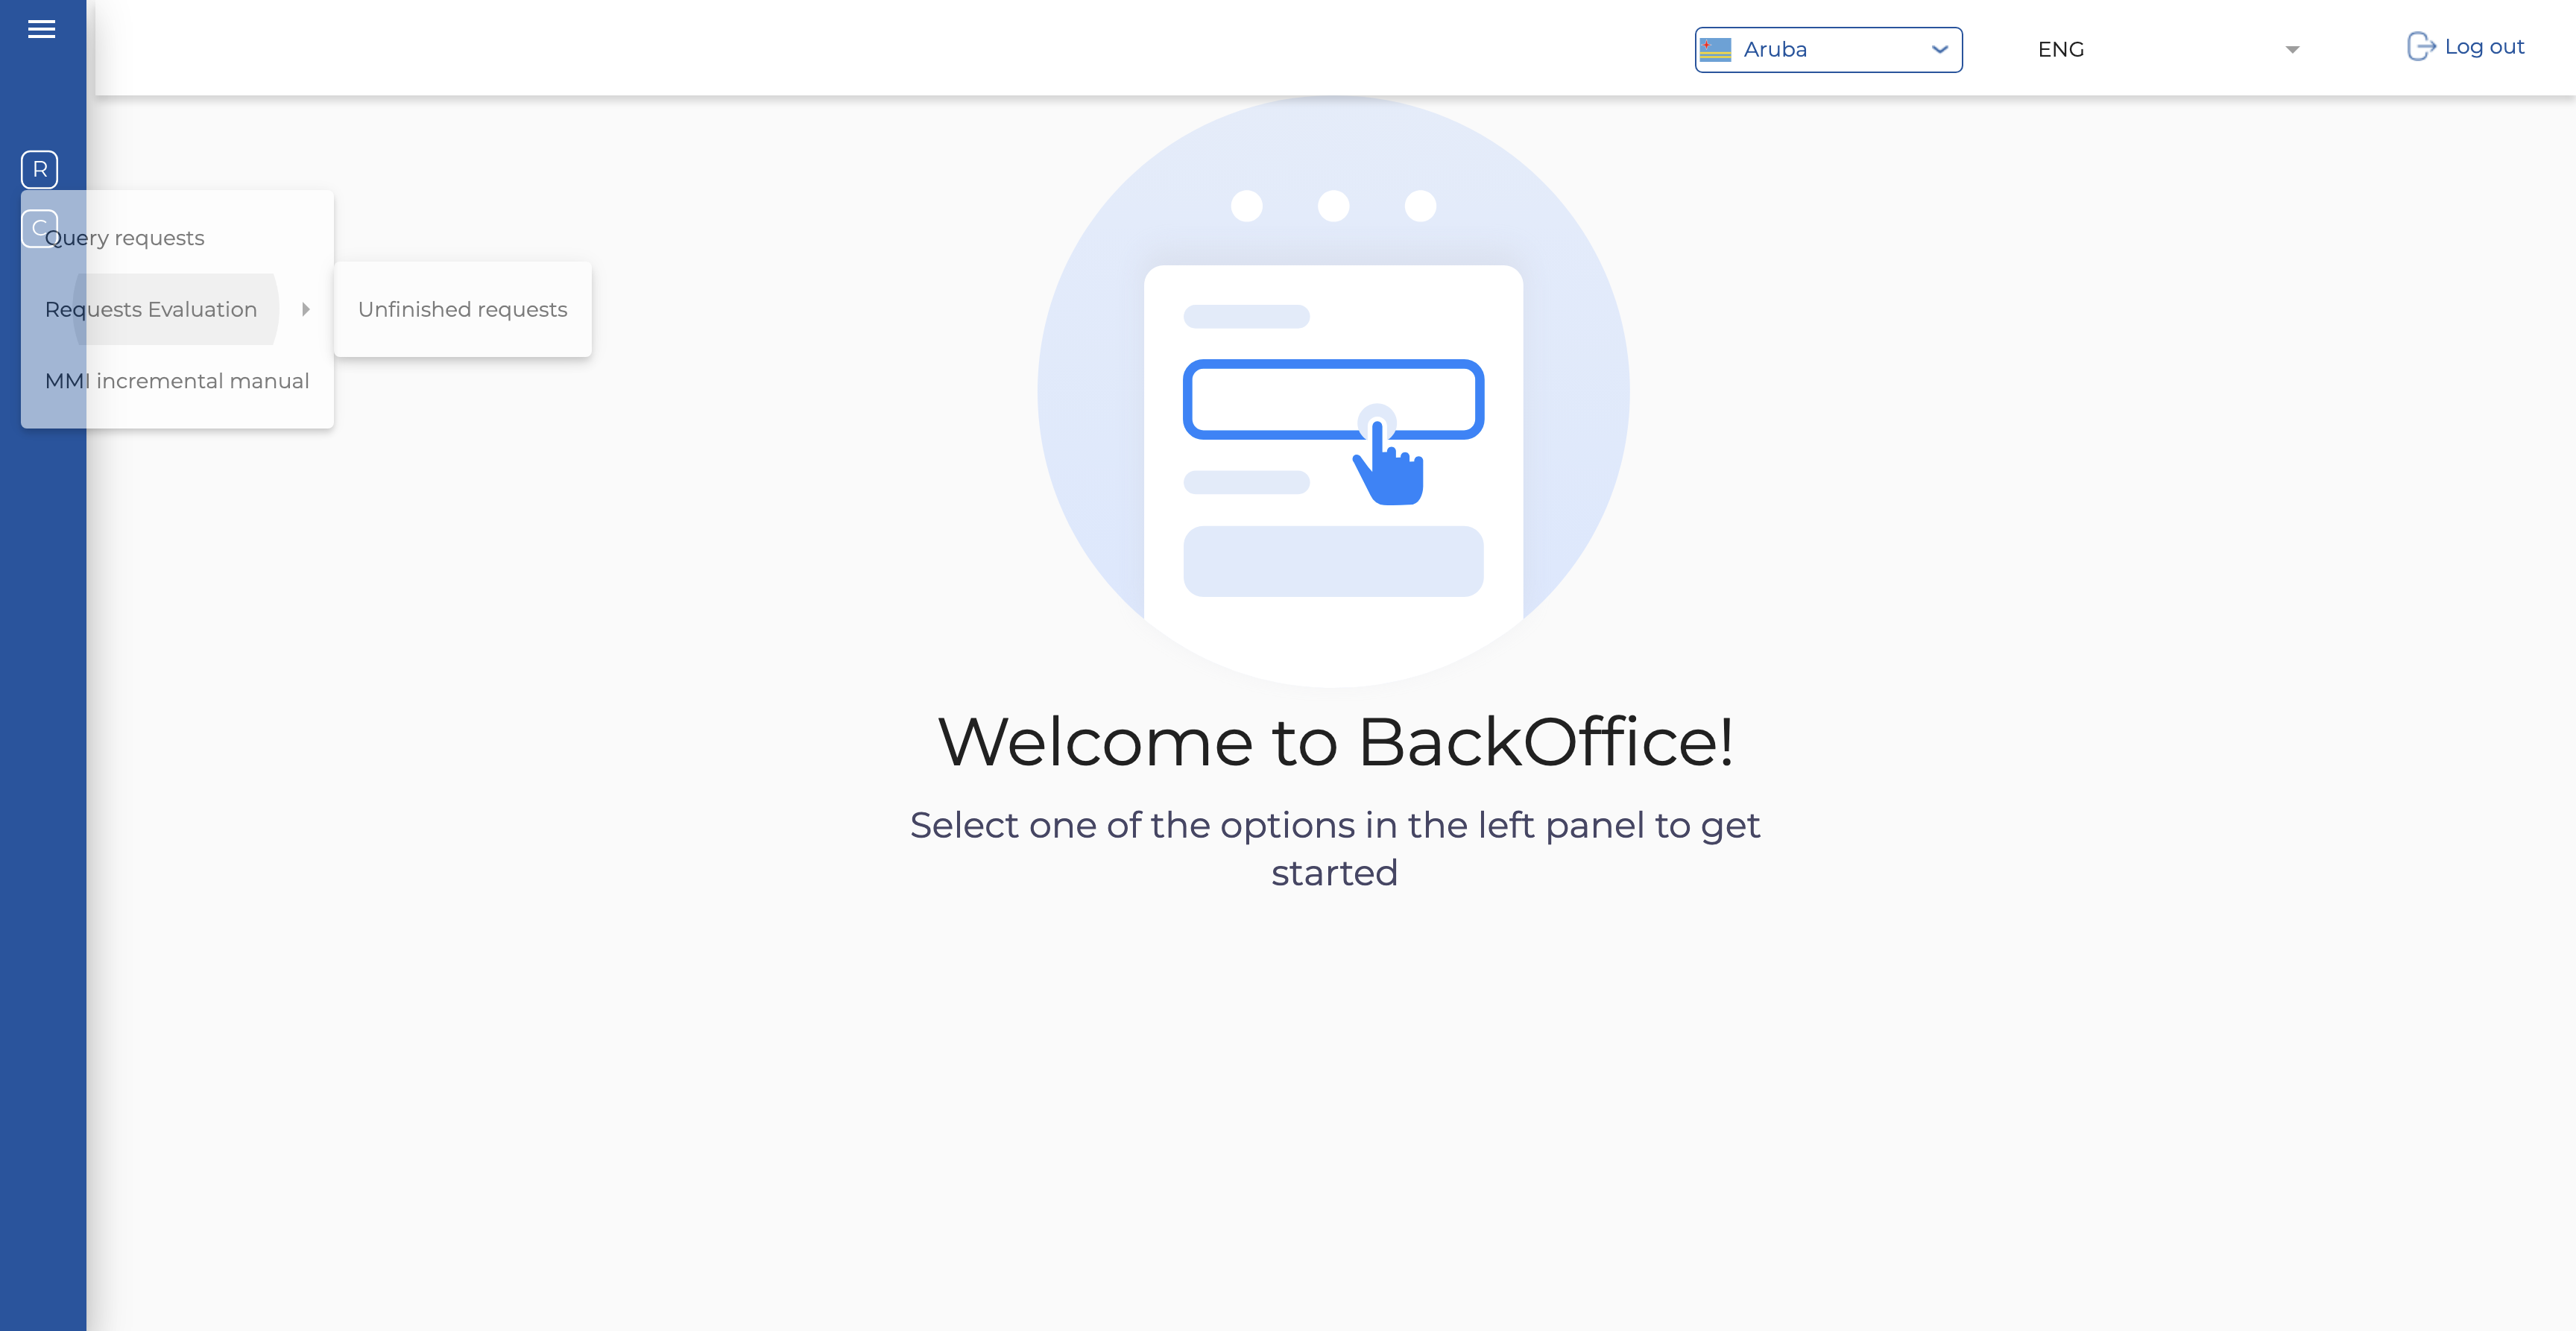 Aruba
ENG
Log out
R
C
Query requests
Requests Evaluation
Unfinished requests
MMI incremental manual
Welcome to BackOffice!
Select one of the options in the left panel to get
started